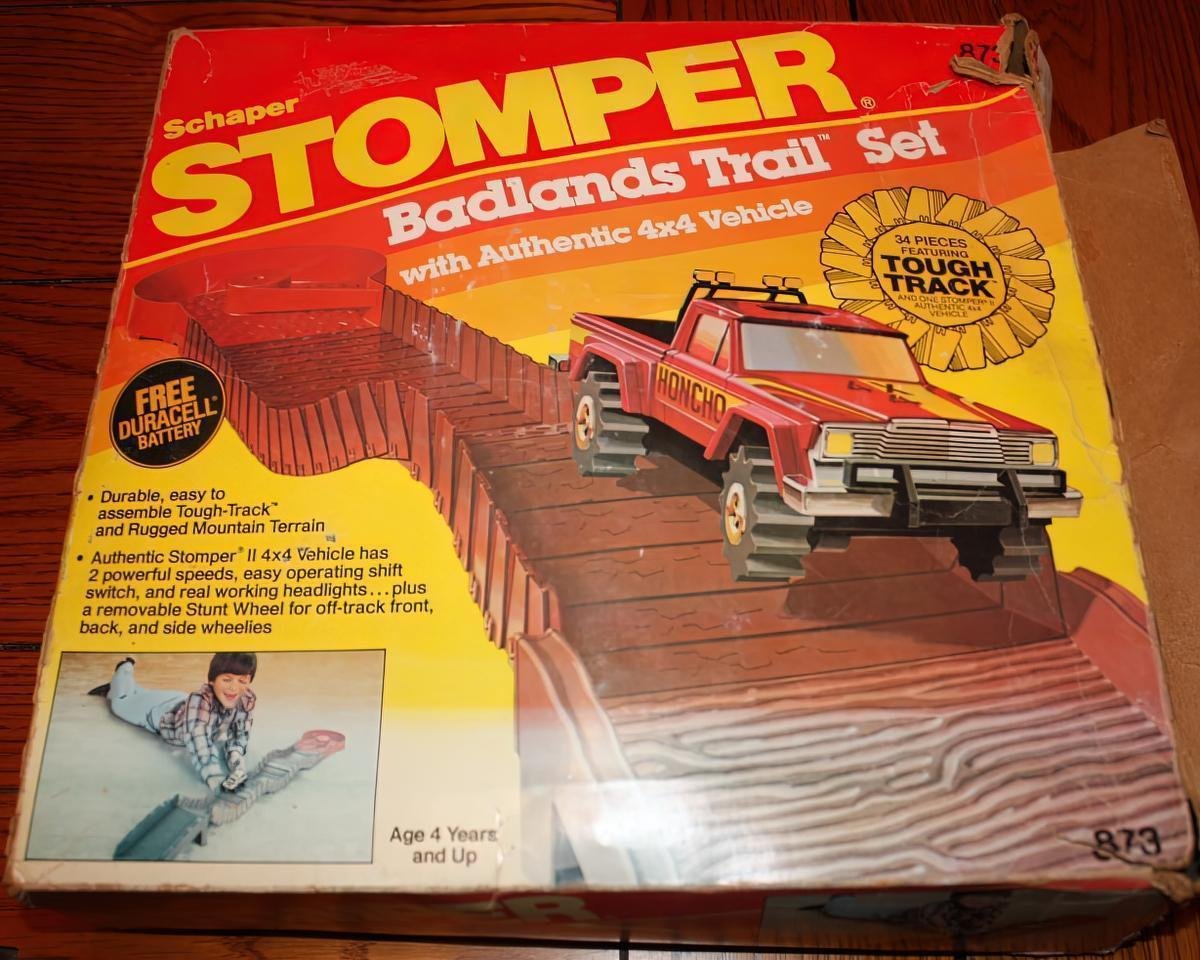 873
Schaper
STOMPER®
Badlands Trail™ Set
with Authentic 4x4 Vehicle
34 PIECES
FEATURING
TOUGH
TRACK™
AND ONE STOMPER® II
AUTHENTIC 4x4
VEHICLE
HONCHO
FREE
DURACELL®
BATTERY
• Durable, easy to
assemble Tough-Track™
and Rugged Mountain Terrain
• Authentic Stomper® II 4x4 Vehicle has
2 powerful speeds, easy operating shift
switch, and real working headlights...plus
a removable Stunt Wheel for off-track front,
back, and side wheelies
Age 4 Years
and Up
873
ER